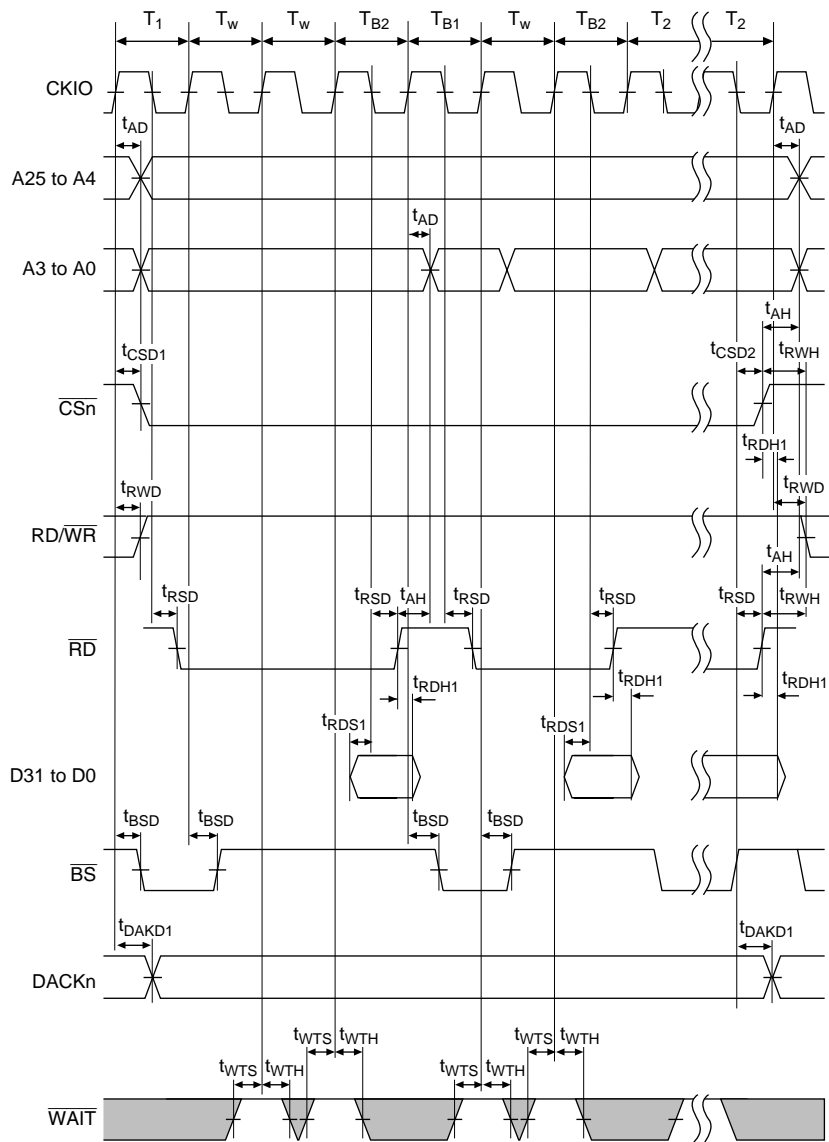 T1 Tw Tw TB2 TB1 Tw TB2 T2 T2
CKIO
tAD tAD
A25 to A4
tAD
A3 to A0
tAH
tCSD1 tCSD2 tRWH
CSn
tRDH1
tRWD tRWD
RD/WR
tAH
tRSD tRSD tAH tRSD tRSD tRSD tRWH
RD
tRDH1 tRDH1 tRDH1
tRDS1 tRDS1
D31 to D0
tBSD tBSD tBSD tBSD
BS
tDAKD1 tDAKD1
DACKn
tWTS tWTH tWTS tWTH
tWTS tWTH tWTS tWTH
WAIT